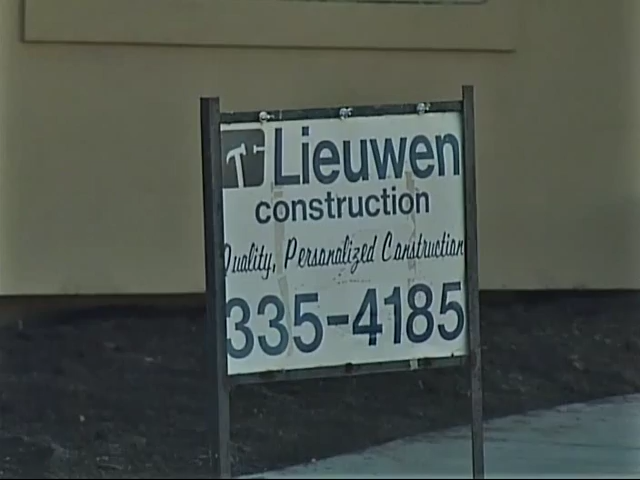 Lieuwen
construction
Quality, Personalized Construction
335-4185